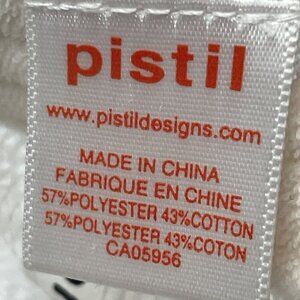 pistil
www.pistildesigns.com
MADE IN CHINA
FABRIQUE EN CHINE
57%POLYESTER 43%COTTON
57%POLYESTER 43%COTON
CA05956